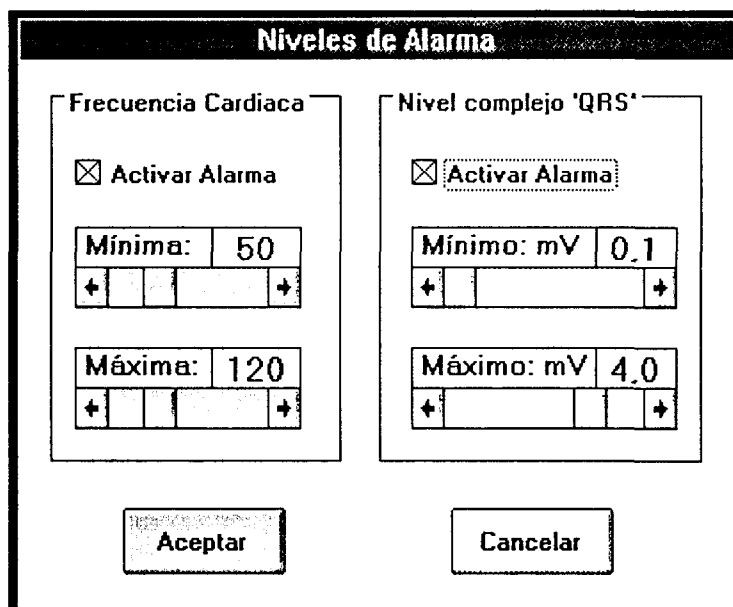 Niveles de Alarma
Frecuencia Cardiaca
Activar Alarma
Mínima: 50
Máxima: 120
Nivel complejo 'QRS'
Activar Alarma
Mínimo: mV 0.1
Máximo: mV 4.0
Aceptar
Cancelar